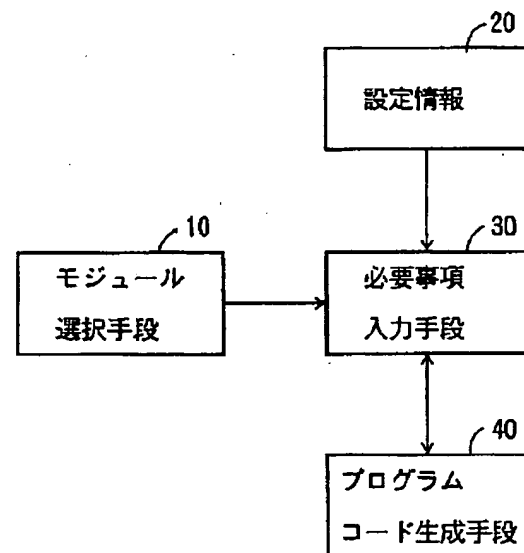 20
設定情報
10
モジュール
選択手段
30
必要事項
入力手段
40
プログラム
コード生成手段